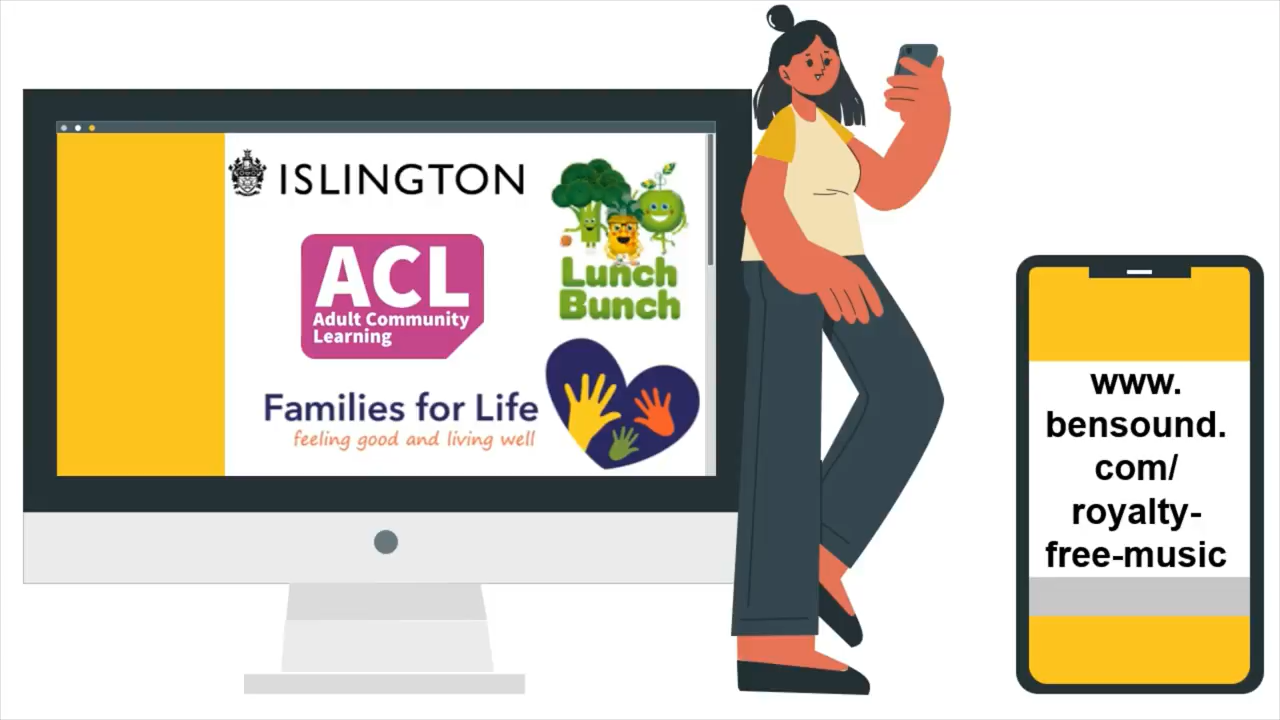 ISLINGTON
ACL
Adult Community
Learning
Lunch
Bunch
Families for Life
feeling good and living well
www.
bensound.
com/
royalty-
free-music